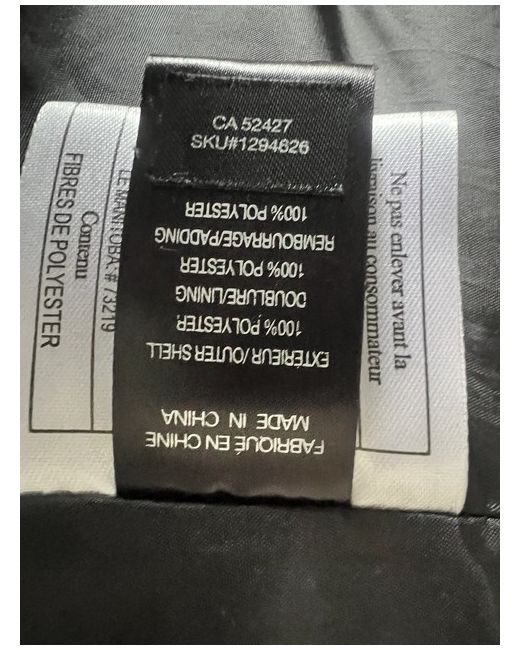 CA 52427
SKU#1294626
FABRIQUÉ EN CHINE
MADE IN CHINA
EXTÉRIEUR/OUTER SHELL
100% POLYESTER
DOUBLURE/LINING
100% POLYESTER
REMBOURRAGE/PADDING
100% POLYESTER
Ne pas enlever avant la
livraison au consommateur
LE MANITOBA # 73219
Contenu
FIBRES DE POLYESTER